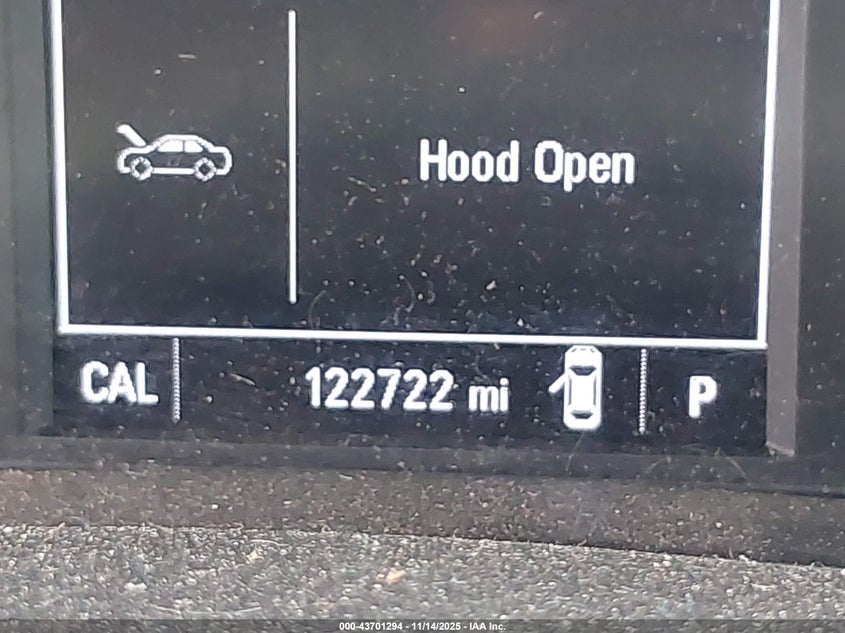 Hood Open
CAL 122722 mi P
000-43701294 - 11/14/2025 - IAA Inc.